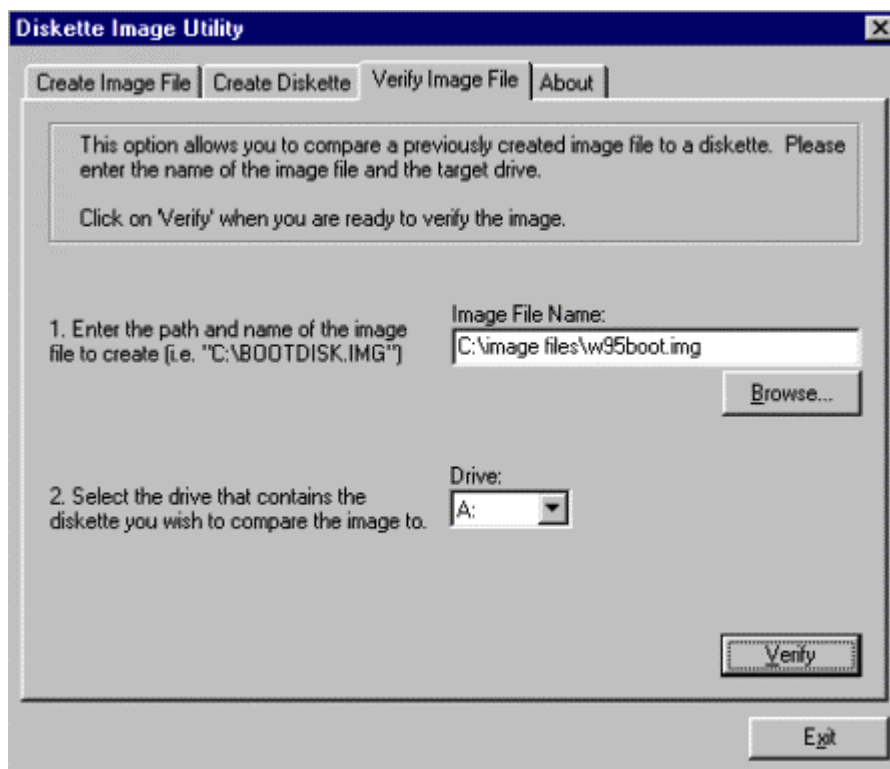 Diskette Image Utility
Create Image File
Create Diskette
Verify Image File
About
This option allows you to compare a previously created image file to a diskette. Please
enter the name of the image file and the target drive.
Click on 'Verify' when you are ready to verify the image.
1. Enter the path and name of the image
file to create (i.e. "C:\BOOTDISK.IMG")
Image File Name:
C:\image files\w95boot.img
Browse...
2. Select the drive that contains the
diskette you wish to compare the image to.
Drive:
A:
Verify
Exit